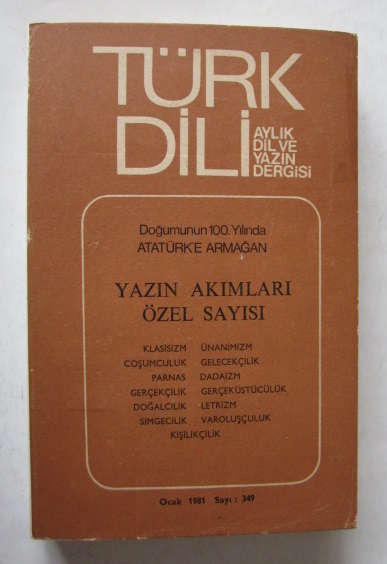 TÜRK
DİLİ
AYLIK
DİL VE
YAZIN
DERGİSİ
Doğumunun 100. Yılında
ATATÜRK'E ARMAĞAN
YAZIN AKIMLARI
ÖZEL SAYISI
KLASİSİZM ÜNANİMİZM
COŞUMCULUK GELECEKÇİLİK
PARNAS DADAİZM
GERÇEKÇİLİK GERÇEKÜSTÜCÜLÜK
DOĞALCILIK LETRİZM
SİMGECİLİK VAROLUŞÇULUK
KİŞİLİKÇİLİK
Ocak 1981 Sayı : 349